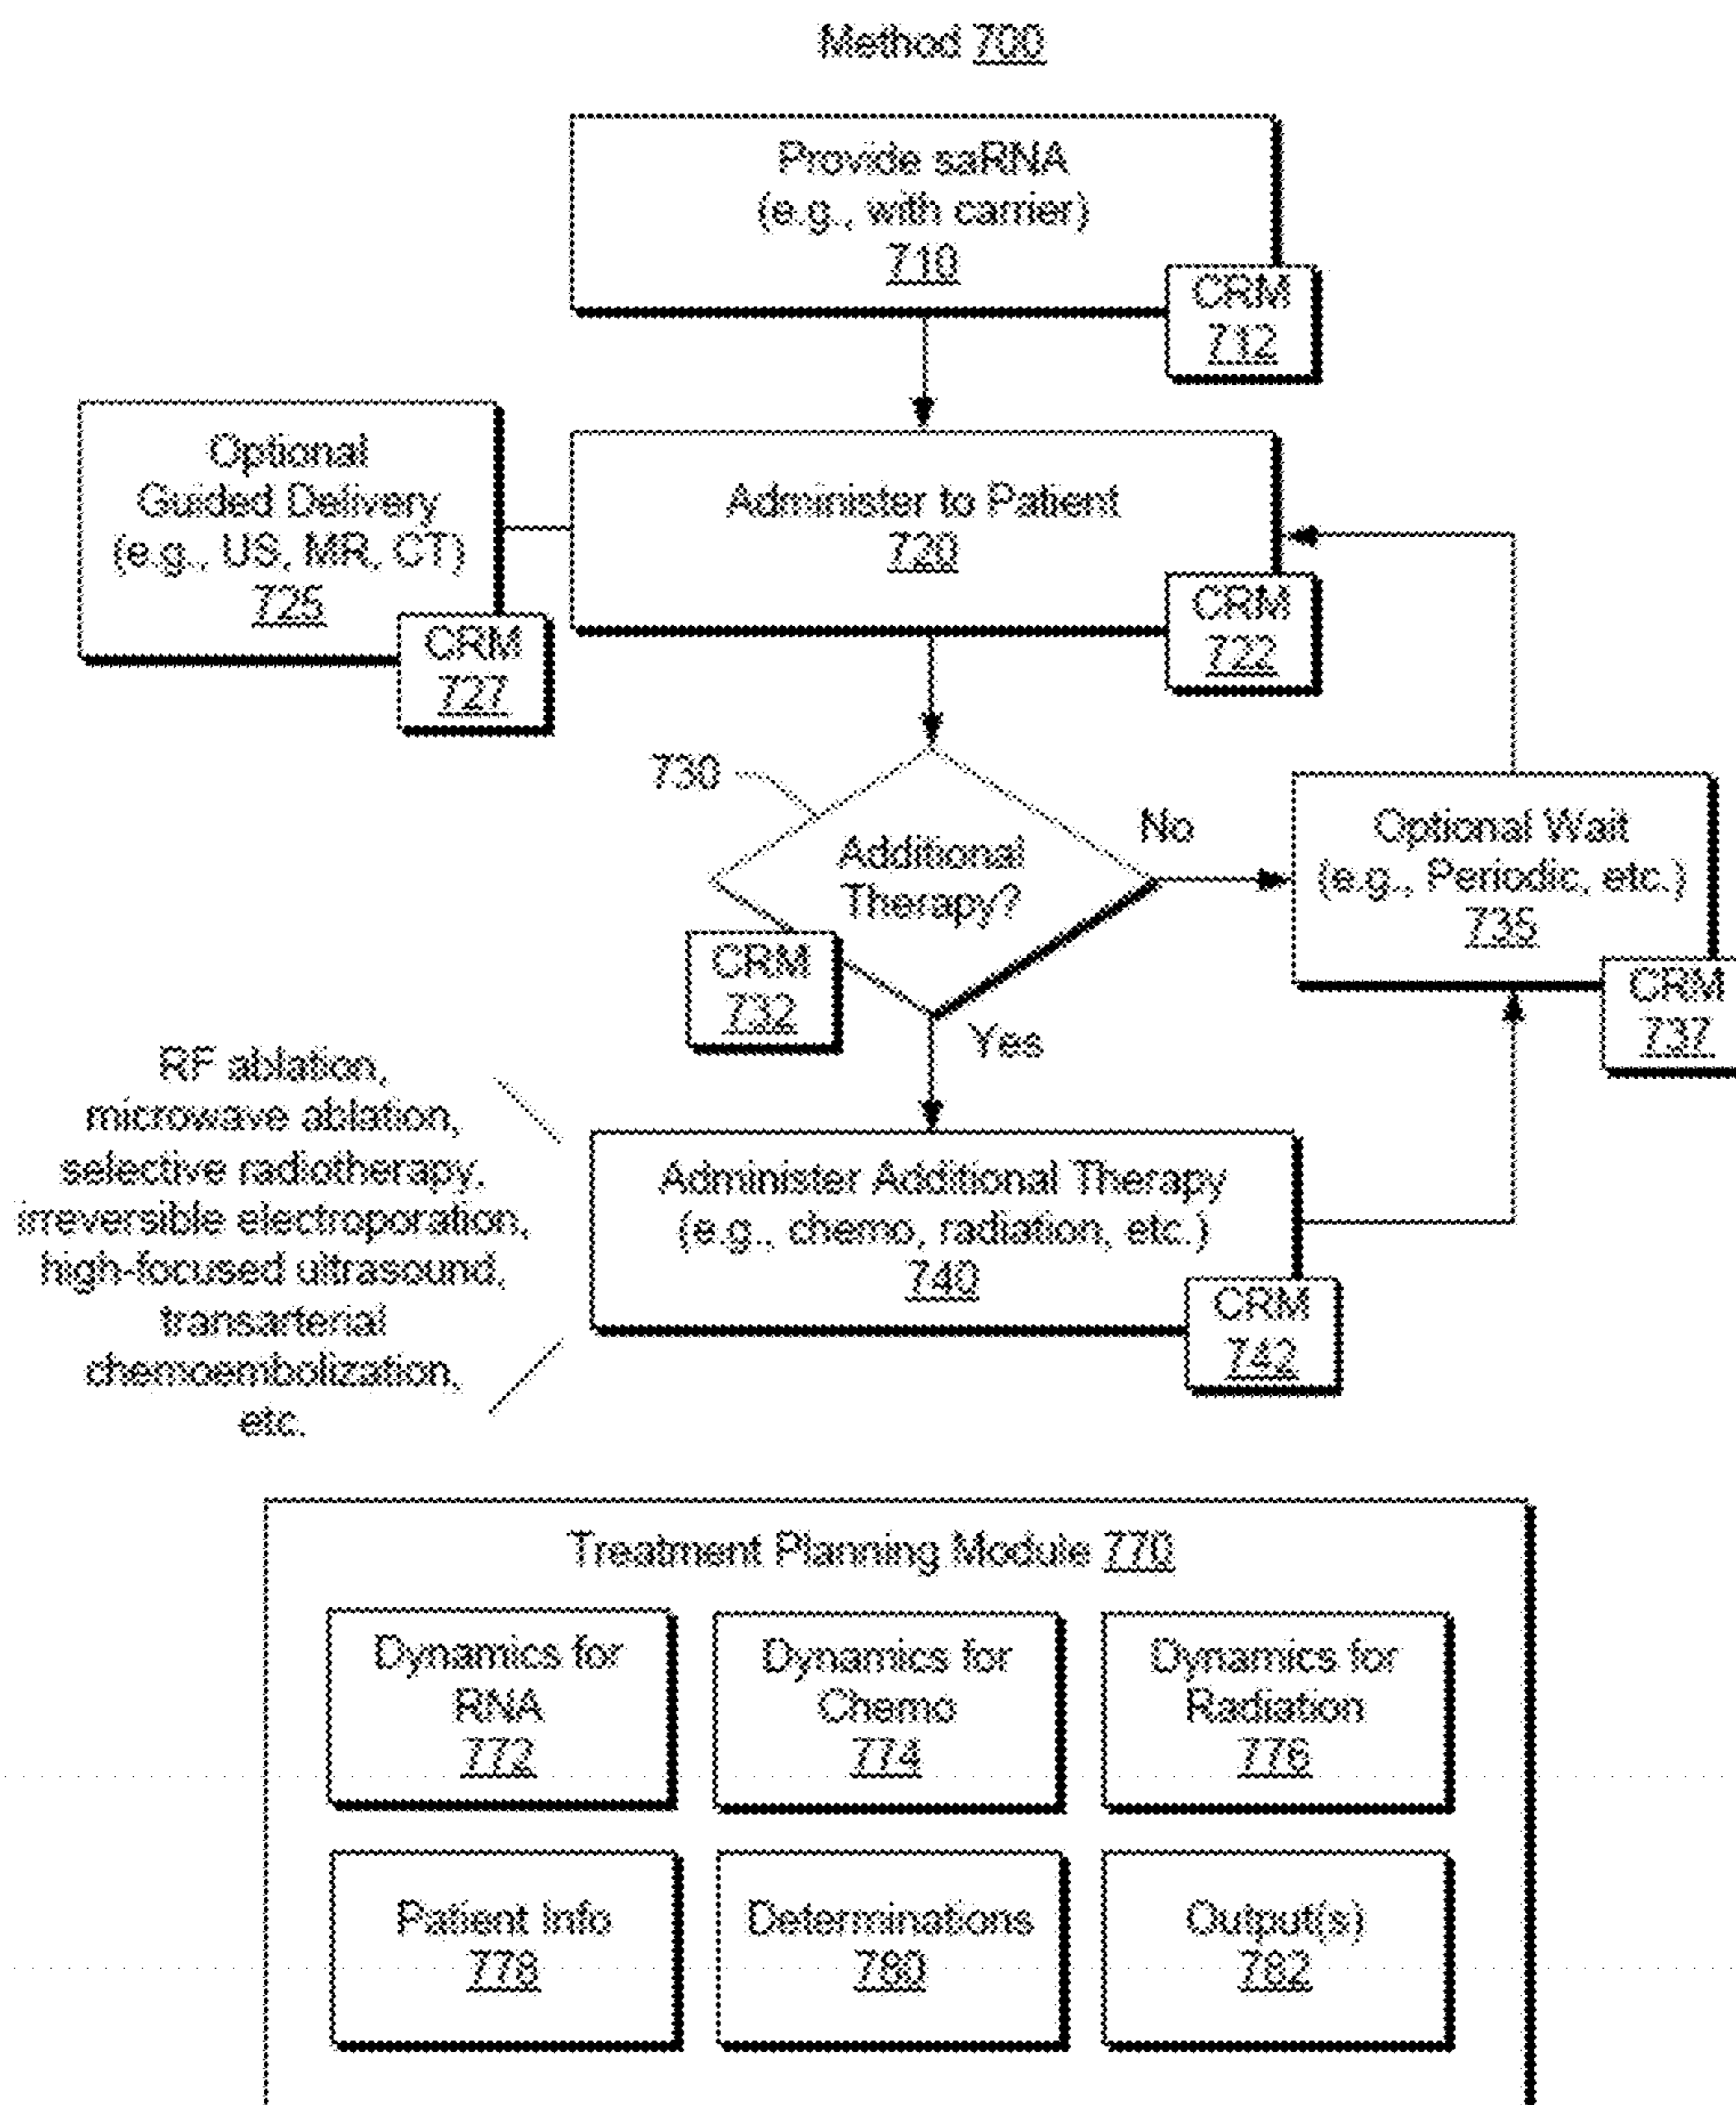 Method 700
Provide saRNA
(e.g., with carrier)
710
CRM
712
Optional
Guided Delivery
(e.g., US, MR, CT)
725
CRM
727
Administer to Patient
720
CRM
722
730
Additional
Therapy?
CRM
732
No
Yes
Optional Wait
(e.g., Periodic, etc.)
735
CRM
737
RF ablation,
microwave ablation,
selective radiotherapy,
irreversible electroporation,
high-focused ultrasound,
transarterial
chemoembolization,
etc.
Administer Additional Therapy
(e.g., chemo, radiation, etc.)
740
CRM
742
Treatment Planning Module 770
Dynamics for
RNA
772
Dynamics for
Chemo
774
Dynamics for
Radiation
776
Patient Info
778
Determinations
780
Output(s)
782